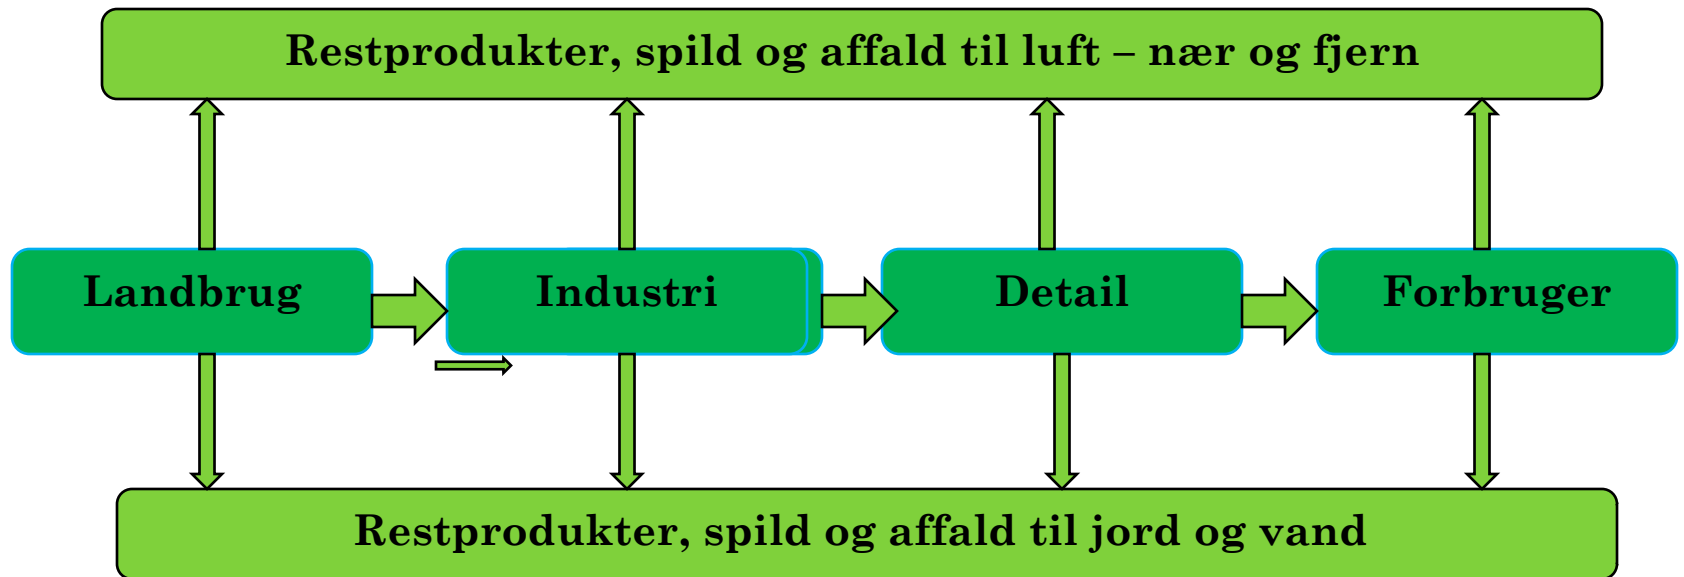 Restprodukter, spild og affald til luft – nær og fjern
Landbrug
Industri
Detail
Forbruger
Restprodukter, spild og affald til jord og vand